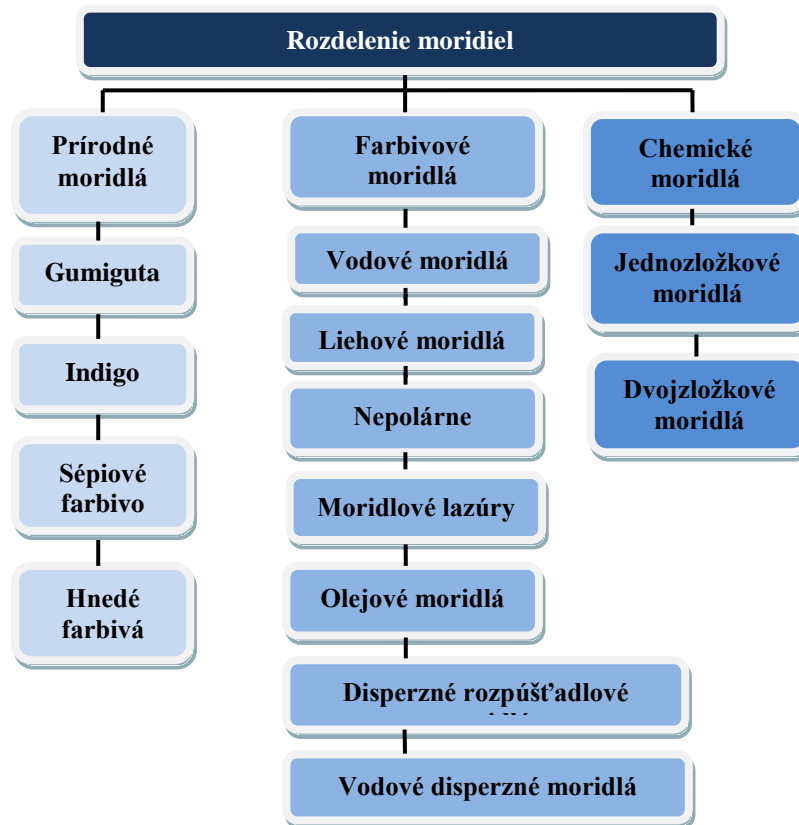 Rozdelenie moridiel
Prírodné
moridlá
Gumiguta
Indigo
Sépiové
farbivo
Hnedé
farbivá
Farbivové
moridlá
Vodové moridlá
Liehové moridlá
Nepolárne
Moridlové lazúry
Olejové moridlá
Disperzné rozpúšťadlové
Vodové disperzné moridlá
Chemické
moridlá
Jednozložkové
moridlá
Dvojzložkové
moridlá